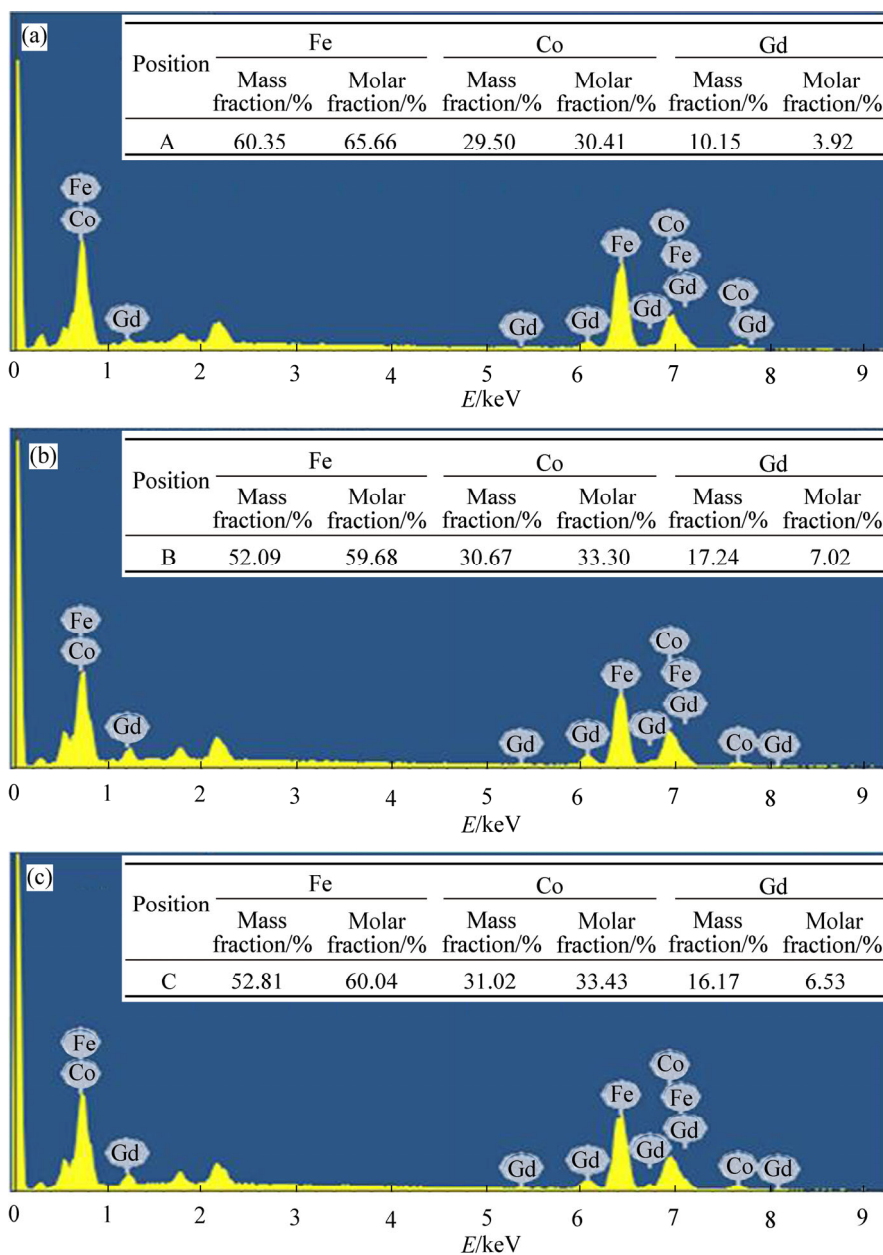 (a)
Position Fe Co Gd
Mass fraction/% Molar fraction/% Mass fraction/% Molar fraction/% Mass fraction/% Molar fraction/%
A 60.35 65.66 29.50 30.41 10.15 3.92
Fe
Co
Gd
Gd
Gd
Fe
Gd
Co
Fe
Gd
Co
Gd
0 1 2 3 4 5 6 7 8 9
E/keV
(b)
Position Fe Co Gd
Mass fraction/% Molar fraction/% Mass fraction/% Molar fraction/% Mass fraction/% Molar fraction/%
B 52.09 59.68 30.67 33.30 17.24 7.02
Fe
Co
Gd
Gd
Gd
Fe
Gd
Co
Fe
Gd
Co
Gd
0 1 2 3 4 5 6 7 8 9
E/keV
(c)
Position Fe Co Gd
Mass fraction/% Molar fraction/% Mass fraction/% Molar fraction/% Mass fraction/% Molar fraction/%
C 52.81 60.04 31.02 33.43 16.17 6.53
Fe
Co
Gd
Gd
Gd
Fe
Gd
Co
Fe
Gd
Co
Gd
0 1 2 3 4 5 6 7 8 9
E/keV